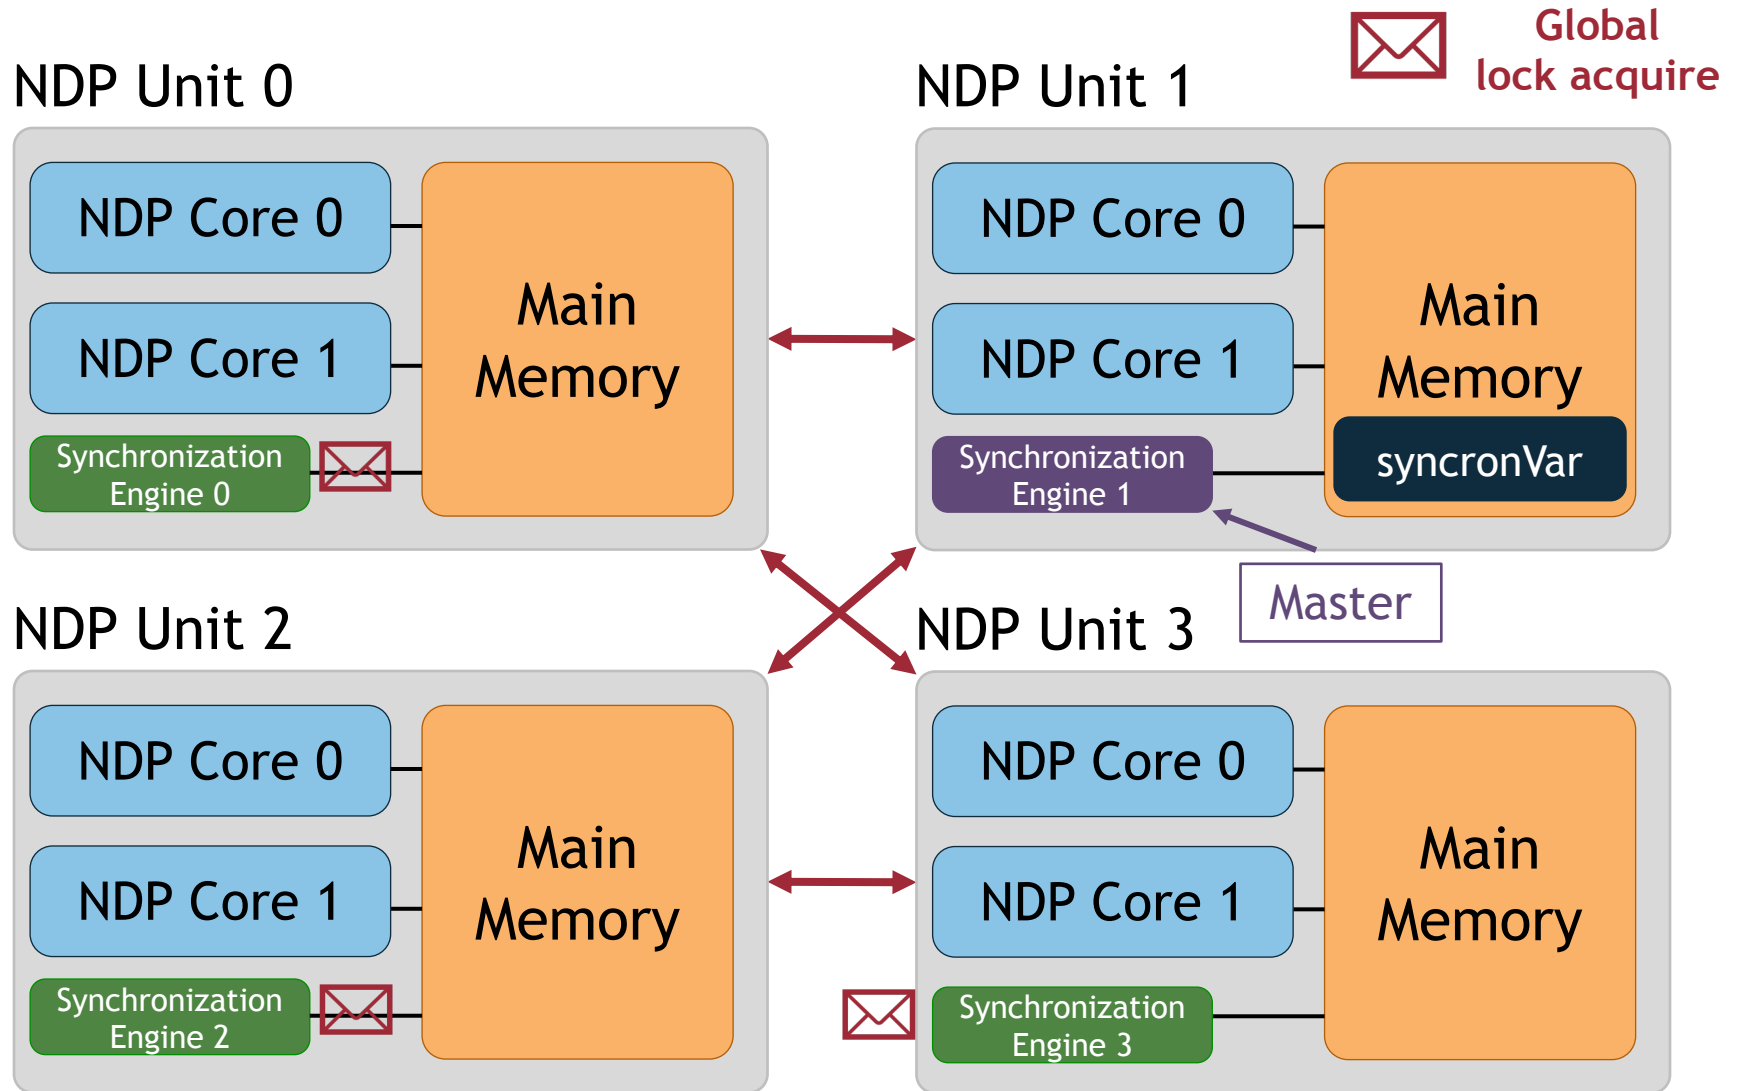 Global
lock acquire
NDP Unit 0
NDP Core 0
NDP Core 1
Synchronization
Engine 0
Main
Memory
NDP Unit 1
NDP Core 0
NDP Core 1
Synchronization
Engine 1
Main
Memory
syncronVar
Master
NDP Unit 2
NDP Core 0
NDP Core 1
Synchronization
Engine 2
Main
Memory
NDP Unit 3
NDP Core 0
NDP Core 1
Synchronization
Engine 3
Main
Memory